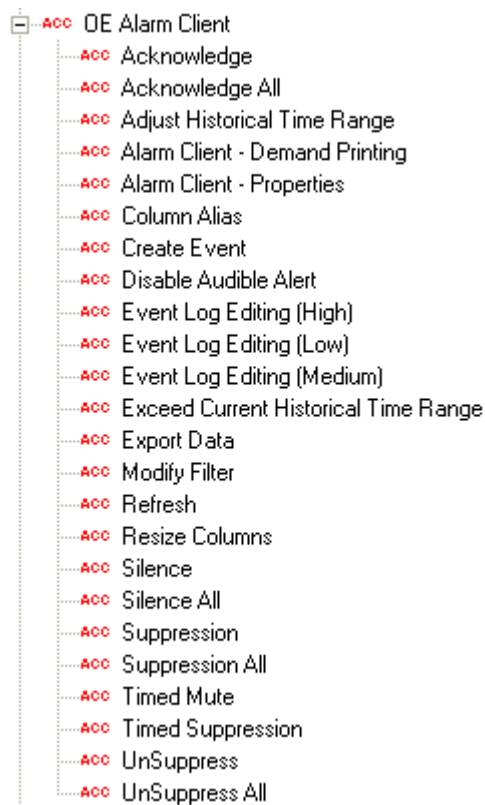 ACC OE Alarm Client
ACC Acknowledge
ACC Acknowledge All
ACC Adjust Historical Time Range
ACC Alarm Client - Demand Printing
ACC Alarm Client - Properties
ACC Column Alias
ACC Create Event
ACC Disable Audible Alert
ACC Event Log Editing (High)
ACC Event Log Editing (Low)
ACC Event Log Editing (Medium)
ACC Exceed Current Historical Time Range
ACC Export Data
ACC Modify Filter
ACC Refresh
ACC Resize Columns
ACC Silence
ACC Silence All
ACC Suppression
ACC Suppression All
ACC Timed Mute
ACC Timed Suppression
ACC UnSuppress
ACC UnSuppress All